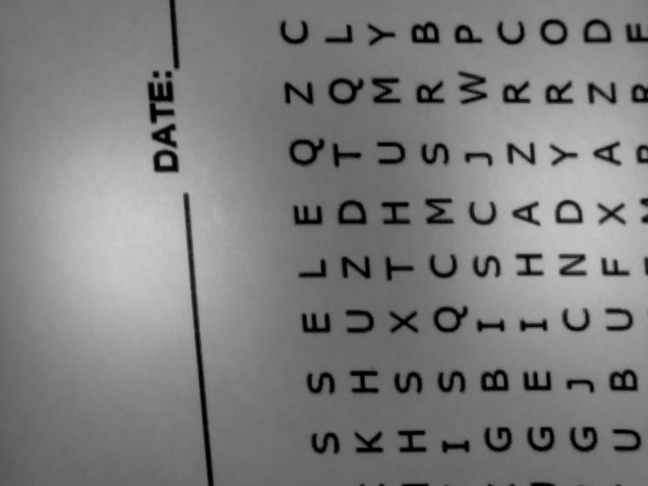 DATE:
S S E L E Q Z C
K H U Z D T Q L
H S X T H U M Y
I S Q C M S R B
G B I S C J W P
G E I H A Z R C
G J C N D Y R O
U B U F X A Z D